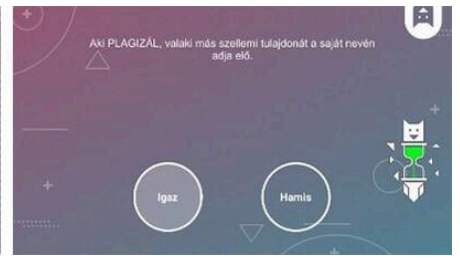 Aki PLAGIZÁL, valaki más szellemi tulajdonát a saját nevén
adja elő.
Igaz
Hamis